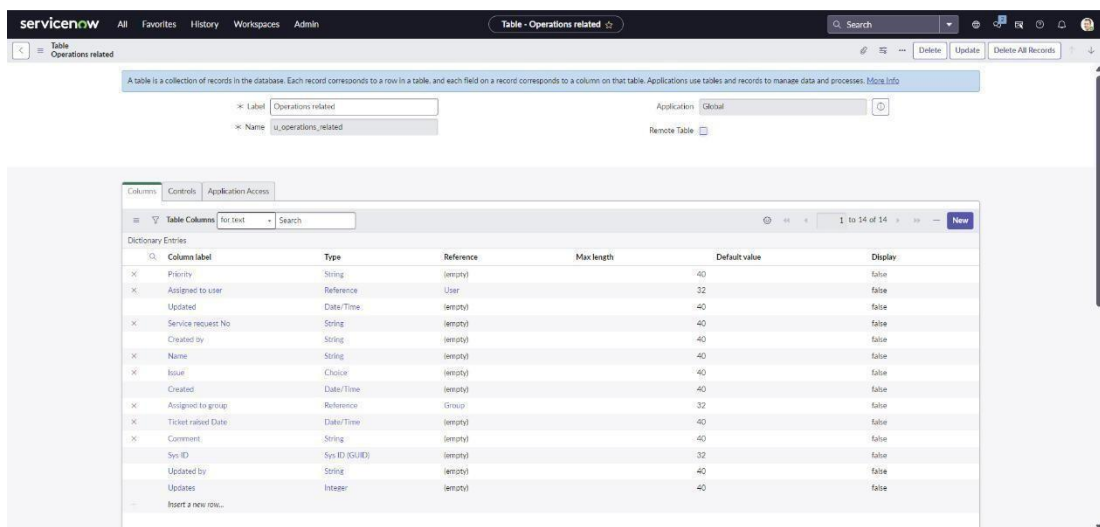 servicenow All Favorites History Workspaces Admin Table - Operations related Search
Table
Operations related Delete Update Delete All Records
A table is a collection of records in the database. Each record corresponds to a row in a table, and each field on a record corresponds to a column on that table. Applications use tables and records to manage data and processes. More Info
* Label Operations related Application Global
* Name u_operations_related Remote Table
Columns Controls Application Access
Table Columns for text Search 1 to 14 of 14 New
Dictionary Entries
Column label Type Reference Max length Default value Display
Priority String (empty) 40 false
Assigned to user Reference User 32 false
Updated Date/Time (empty) 40 false
Service request No String (empty) 40 false
Created by String (empty) 40 false
Name String (empty) 40 false
Issue Choice (empty) 40 false
Created Date/Time (empty) 40 false
Assigned to group Reference Group 32 false
Ticket raised Date Date/Time (empty) 40 false
Comment String (empty) 40 false
Sys ID Sys ID (GUID) (empty) 32 false
Updated by String (empty) 40 false
Updates Integer (empty) 40 false
Insert a new row...